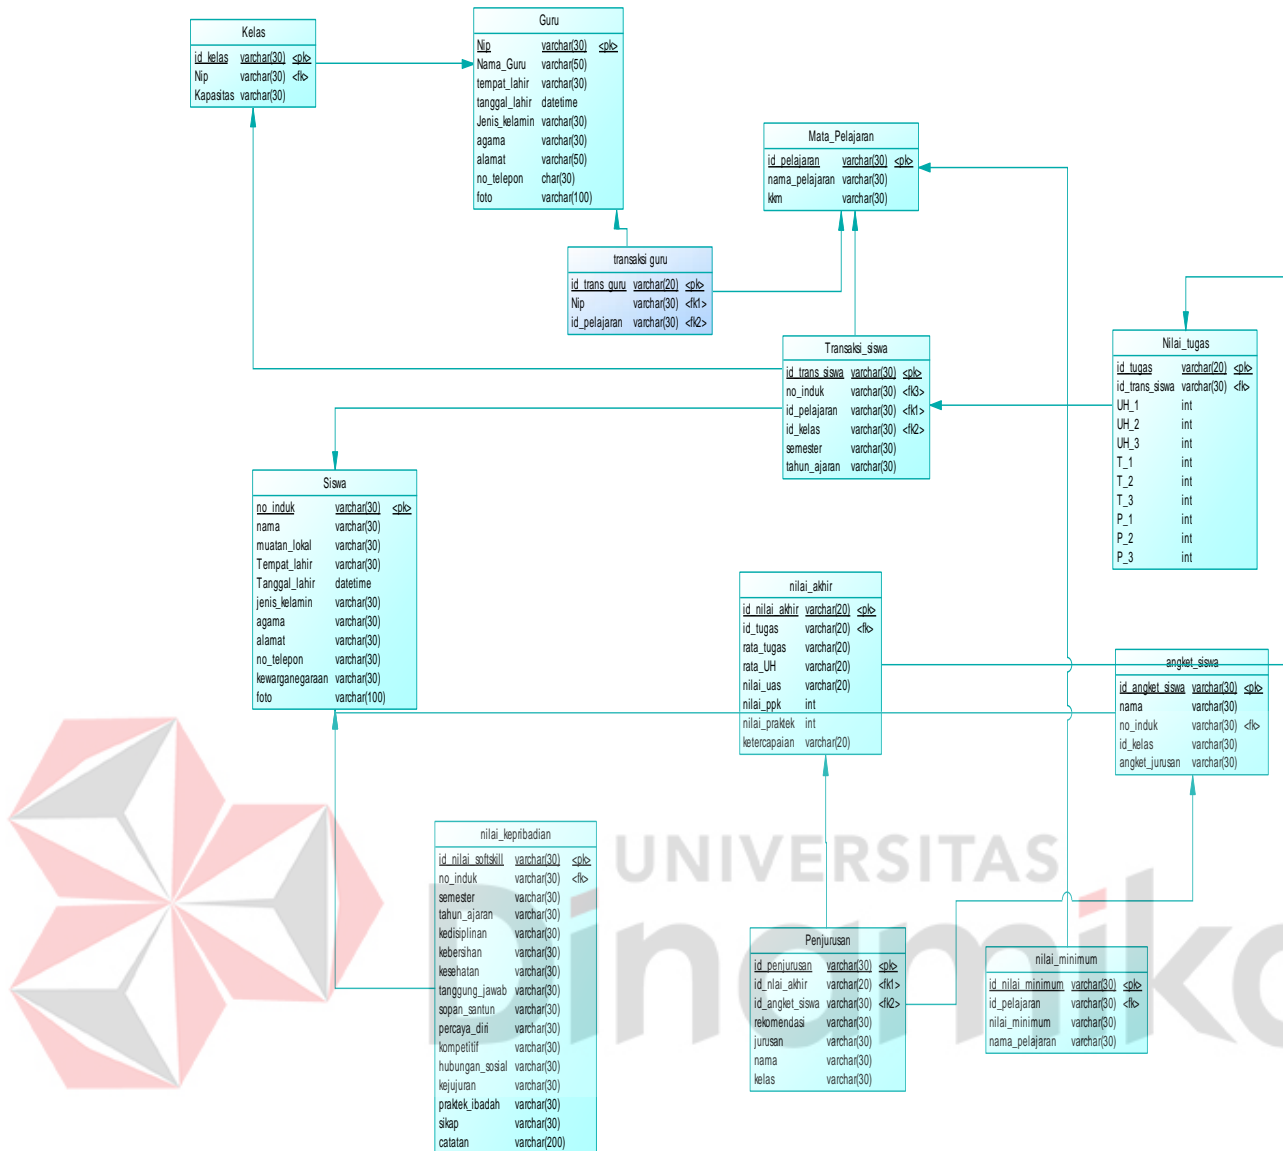 Kelas
id_kelas varchar(30) <pk>
Nip varchar(30) <fk>
Kapasitas varchar(30)
Guru
Nip varchar(30) <pk>
Nama_Guru varchar(50)
tempat_lahir varchar(30)
tanggal_lahir datetime
Jenis_kelamin varchar(30)
agama varchar(30)
alamat varchar(50)
no_telepon char(30)
foto varchar(100)
Mata_Pelajaran
id_pelajaran varchar(30) <pk>
nama_pelajaran varchar(30)
kkm varchar(30)
transaksi guru
id_trans_guru varchar(20) <pk>
Nip varchar(30) <fk1>
id_pelajaran varchar(30) <fk2>
Transaksi_siswa
id_trans_siswa varchar(30) <pk>
no_induk varchar(30) <fk3>
id_pelajaran varchar(30) <fk1>
id_kelas varchar(30) <fk2>
semester varchar(30)
tahun_ajaran varchar(30)
Nilai_tugas
id_tugas varchar(20) <pk>
id_trans_siswa varchar(30) <fk>
UH_1 int
UH_2 int
UH_3 int
T_1 int
T_2 int
T_3 int
P_1 int
P_2 int
P_3 int
Siswa
no_induk varchar(30) <pk>
nama varchar(30)
muatan_lokal varchar(30)
Tempat_lahir varchar(30)
Tanggal_lahir datetime
jenis_kelamin varchar(30)
agama varchar(30)
alamat varchar(30)
no_telepon varchar(30)
kewarganegaraan varchar(30)
foto varchar(100)
nilai_akhir
id_nilai_akhir varchar(20) <pk>
id_tugas varchar(20) <fk>
rata_tugas varchar(20)
rata_UH varchar(20)
nilai_uas varchar(20)
nilai_ppk int
nilai_praktek int
ketercapaian varchar(20)
angket_siswa
id_angket_siswa varchar(30) <pk>
nama varchar(30)
no_induk varchar(30) <fk>
id_kelas varchar(30)
angket_jurusan varchar(30)
nilai_kepribadian
id_nilai_softskill varchar(30) <pk>
no_induk varchar(30) <fk>
semester varchar(30)
tahun_ajaran varchar(30)
kedisiplinan varchar(30)
kebersihan varchar(30)
kesehatan varchar(30)
tanggung_jawab varchar(30)
sopan_santun varchar(30)
percaya_diri varchar(30)
kompetitif varchar(30)
hubungan_sosial varchar(30)
kejujuran varchar(30)
praktek_ibadah varchar(30)
sikap varchar(30)
catatan varchar(200)
UNIVERSITAS
Dinamika
Penjurusan
id_penjurusan varchar(30) <pk>
id_nlai_akhir varchar(20) <fk1>
id_angket_siswa varchar(30) <fk2>
rekomendasi varchar(30)
jurusan varchar(30)
nama varchar(30)
kelas varchar(30)
nilai_minimum
id_nilai_minimum varchar(30) <pk>
id_pelajaran varchar(30) <fk>
nilai_minimum varchar(30)
nama_pelajaran varchar(30)